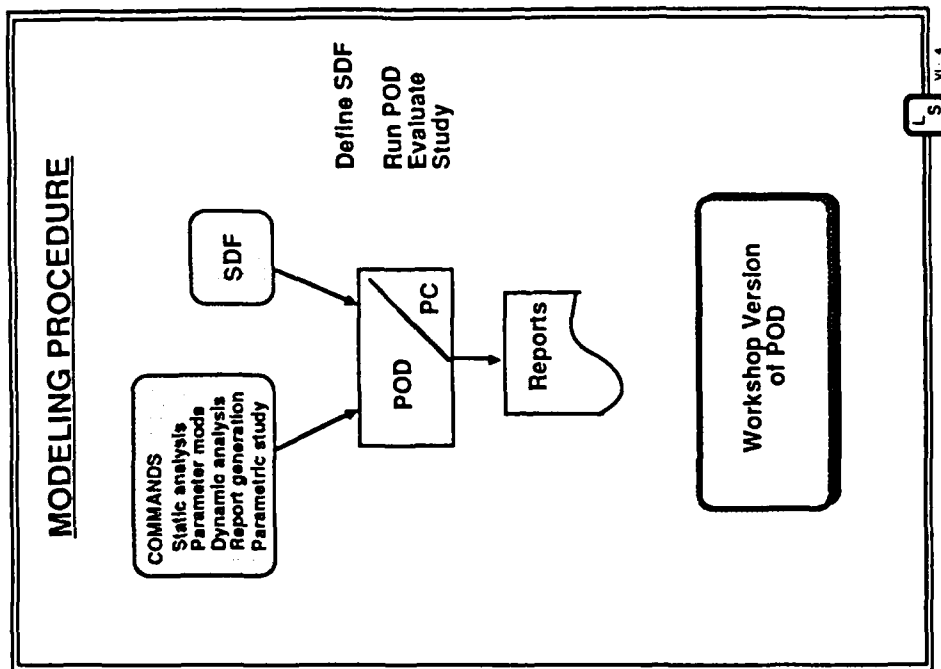 MODELING PROCEDURE
COMMANDS
Static analysis
Parameter mode
Dynamic analysis
Report generation
Parametric study
SDF
POD
PC
Reports
Define SDF
Run POD
Evaluate
Study
Workshop Version
of POD
L
S